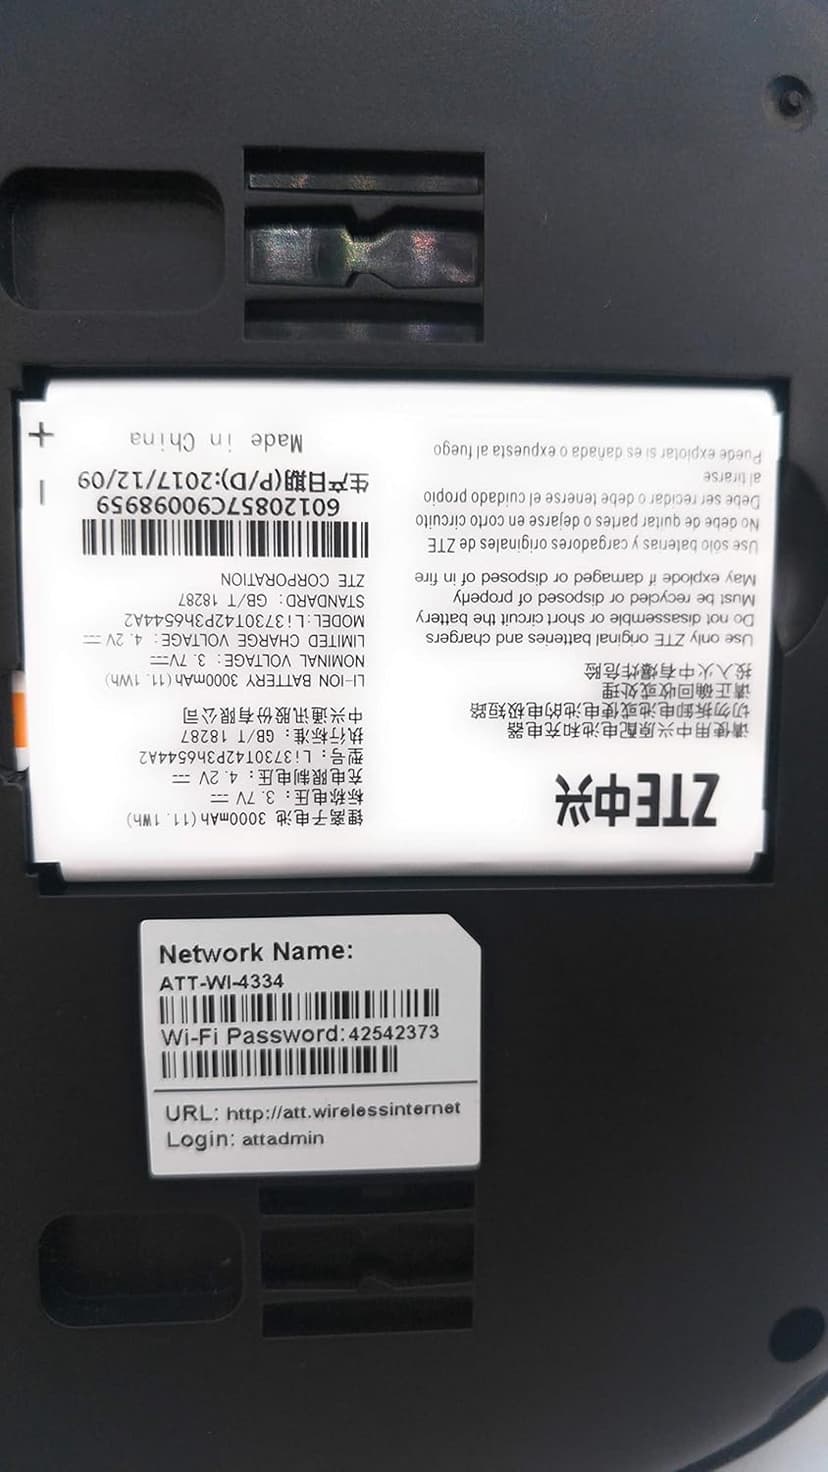 ZTE中兴
请使用中兴原配电池和充电器
切勿拆卸电池或使电池的电极短路
请正确回收或处理
投入火中有爆炸危险
Use only ZTE original batteries and chargers
Do not disassemble or short circuit the battery
Must be recycled or disposed of properly
May explode if damaged or disposed of in fire
Use sólo baterías y cargadores originales de ZTE
No debe de quitar partes o dejarse en corto circuito
Debe ser reciclar o debe tenerse el cuidado propio
al tirarse
Puede explotar si es dañada o expuesta al fuego
锂离子电池 3000mAh(11.1Wh)
标称电压: 3.7V
充电限制电压: 4.2V
型号: Li3730T42P3h6544A2
执行标准: GB/T 18287
中兴通讯股份有限公司
LI-ION BATTERY 3000mAh(11.1Wh)
NOMINAL VOLTAGE: 3.7V
LIMITED CHARGE VOLTAGE: 4.2V
MODEL:Li3730T42P3h6544A2
STANDARD: GB/T 18287
ZTE CORPORATION
60120857C90098959
生产日期(P/D):2017/12/09
Made in China
+
-
Network Name:
ATT-WI-4334
Wi-Fi Password:42542373
URL: http://att.wirelessinternet
Login: attadmin